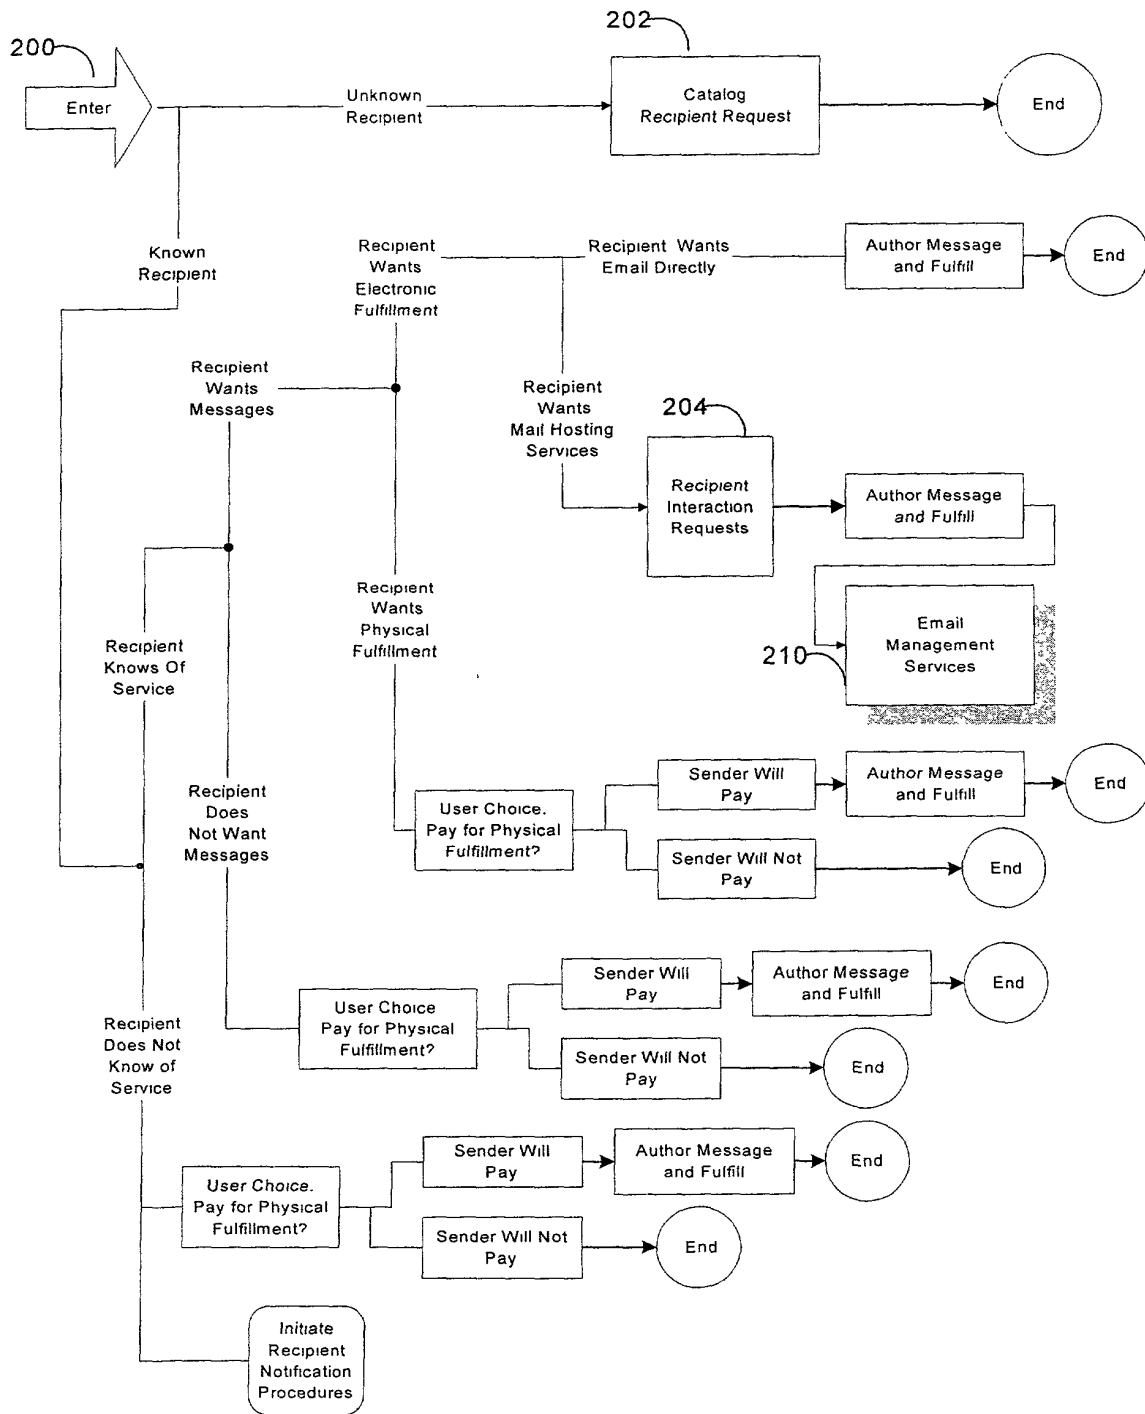 200
Enter
Unknown
Recipient
202
Catalog
Recipient Request
End
Known
Recipient
Recipient
Wants
Electronic
Fulfillment
Recipient Wants
Email Directly
Author Message
and Fulfill
End
Recipient
Wants
Messages
Recipient
Wants
Mail Hosting
Services
204
Recipient
Interaction
Requests
Author Message
and Fulfill
Recipient
Wants
Physical
Fulfillment
210
Email
Management
Services
Recipient
Knows Of
Service
Recipient
Does
Not Want
Messages
User Choice.
Pay for Physical
Fulfillment?
Sender Will
Pay
Author Message
and Fulfill
End
Sender Will Not
Pay
End
Recipient
Does Not
Know of
Service
User Choice
Pay for Physical
Fulfillment?
Sender Will
Pay
Author Message
and Fulfill
End
Sender Will Not
Pay
End
User Choice.
Pay for Physical
Fulfillment?
Sender Will
Pay
Author Message
and Fulfill
End
Sender Will Not
Pay
End
Initiate
Recipient
Notification
Procedures